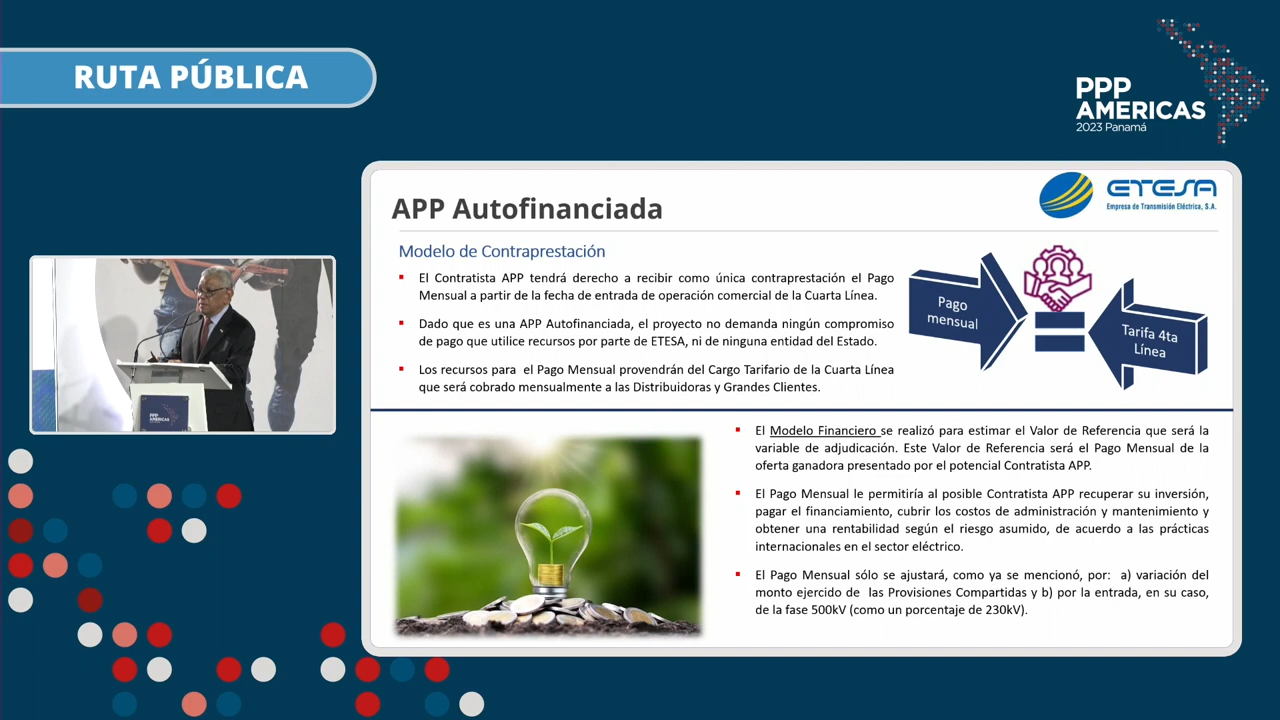 RUTA PÚBLICA
PPP
AMERICAS
2023 Panamá
APP Autofinanciada
ETESA
Empresa de Transmisión Eléctrica, S.A.
Modelo de Contraprestación
▪ El Contratista APP tendrá derecho a recibir como única contraprestación el Pago
Mensual a partir de la fecha de entrada de operación comercial de la Cuarta Línea.
▪ Dado que es una APP Autofinanciada, el proyecto no demanda ningún compromiso
de pago que utilice recursos por parte de ETESA, ni de ninguna entidad del Estado.
▪ Los recursos para el Pago Mensual provendrán del Cargo Tarifario de la Cuarta Línea
que será cobrado mensualmente a las Distribuidoras y Grandes Clientes.
Pago
mensual
Tarifa 4ta
Línea
▪ El Modelo Financiero se realizó para estimar el Valor de Referencia que será la
variable de adjudicación. Este Valor de Referencia será el Pago Mensual de la
oferta ganadora presentado por el potencial Contratista APP.
▪ El Pago Mensual le permitiría al posible Contratista APP recuperar su inversión,
pagar el financiamiento, cubrir los costos de administración y mantenimiento y
obtener una rentabilidad según el riesgo asumido, de acuerdo a las prácticas
internacionales en el sector eléctrico.
▪ El Pago Mensual sólo se ajustará, como ya se mencionó, por: a) variación del
monto ejercido de las Provisiones Compartidas y b) por la entrada, en su caso,
de la fase 500kV (como un porcentaje de 230kV).
PPP
AMERICAS